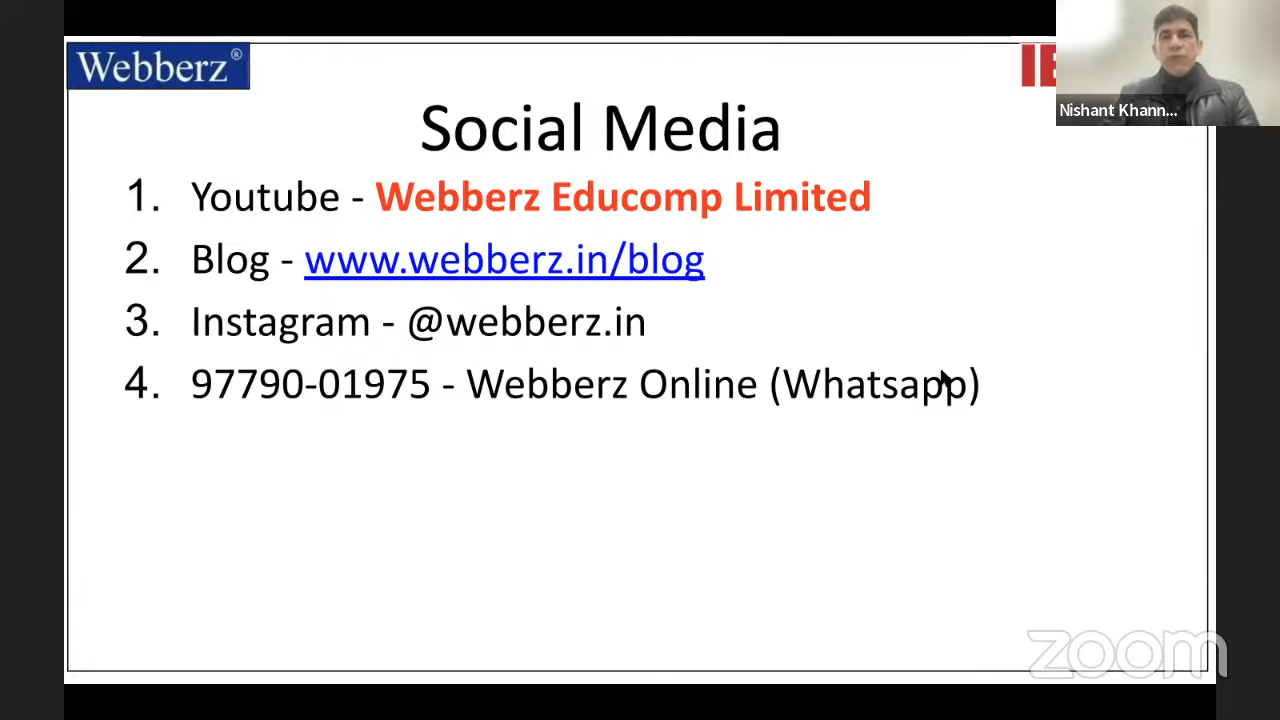 Webberz®
IE
Nishant Khann...
Social Media
1. Youtube - Webberz Educomp Limited
2. Blog - www.webberz.in/blog
3. Instagram - @webberz.in
4. 97790-01975 - Webberz Online (Whatsapp)
zoom